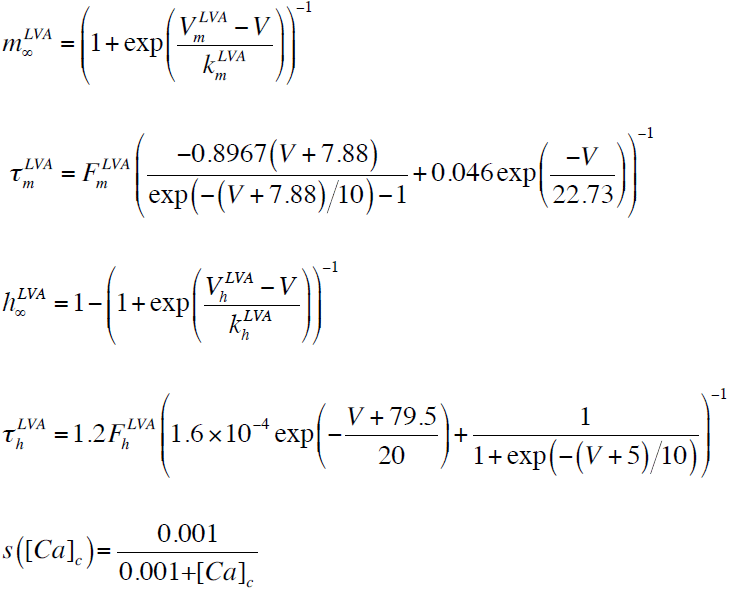 m_∞^{LVA} = (1 + exp((V_m^{LVA} − V)/k_m^{LVA}))^{−1}
τ_m^{LVA} = F_m^{LVA} (−0.8967(V + 7.88)/(exp(−(V + 7.88)/10) − 1) + 0.046 exp(−V/22.73))^{−1}
h_∞^{LVA} = 1 − (1 + exp((V_h^{LVA} − V)/k_h^{LVA}))^{−1}
τ_h^{LVA} = 1.2F_h^{LVA} (1.6×10^{−4} exp(−(V + 79.5)/20) + 1/(1 + exp(−(V + 5)/10)))^{−1}
s([Ca]_c) = 0.001/(0.001+[Ca]_c)